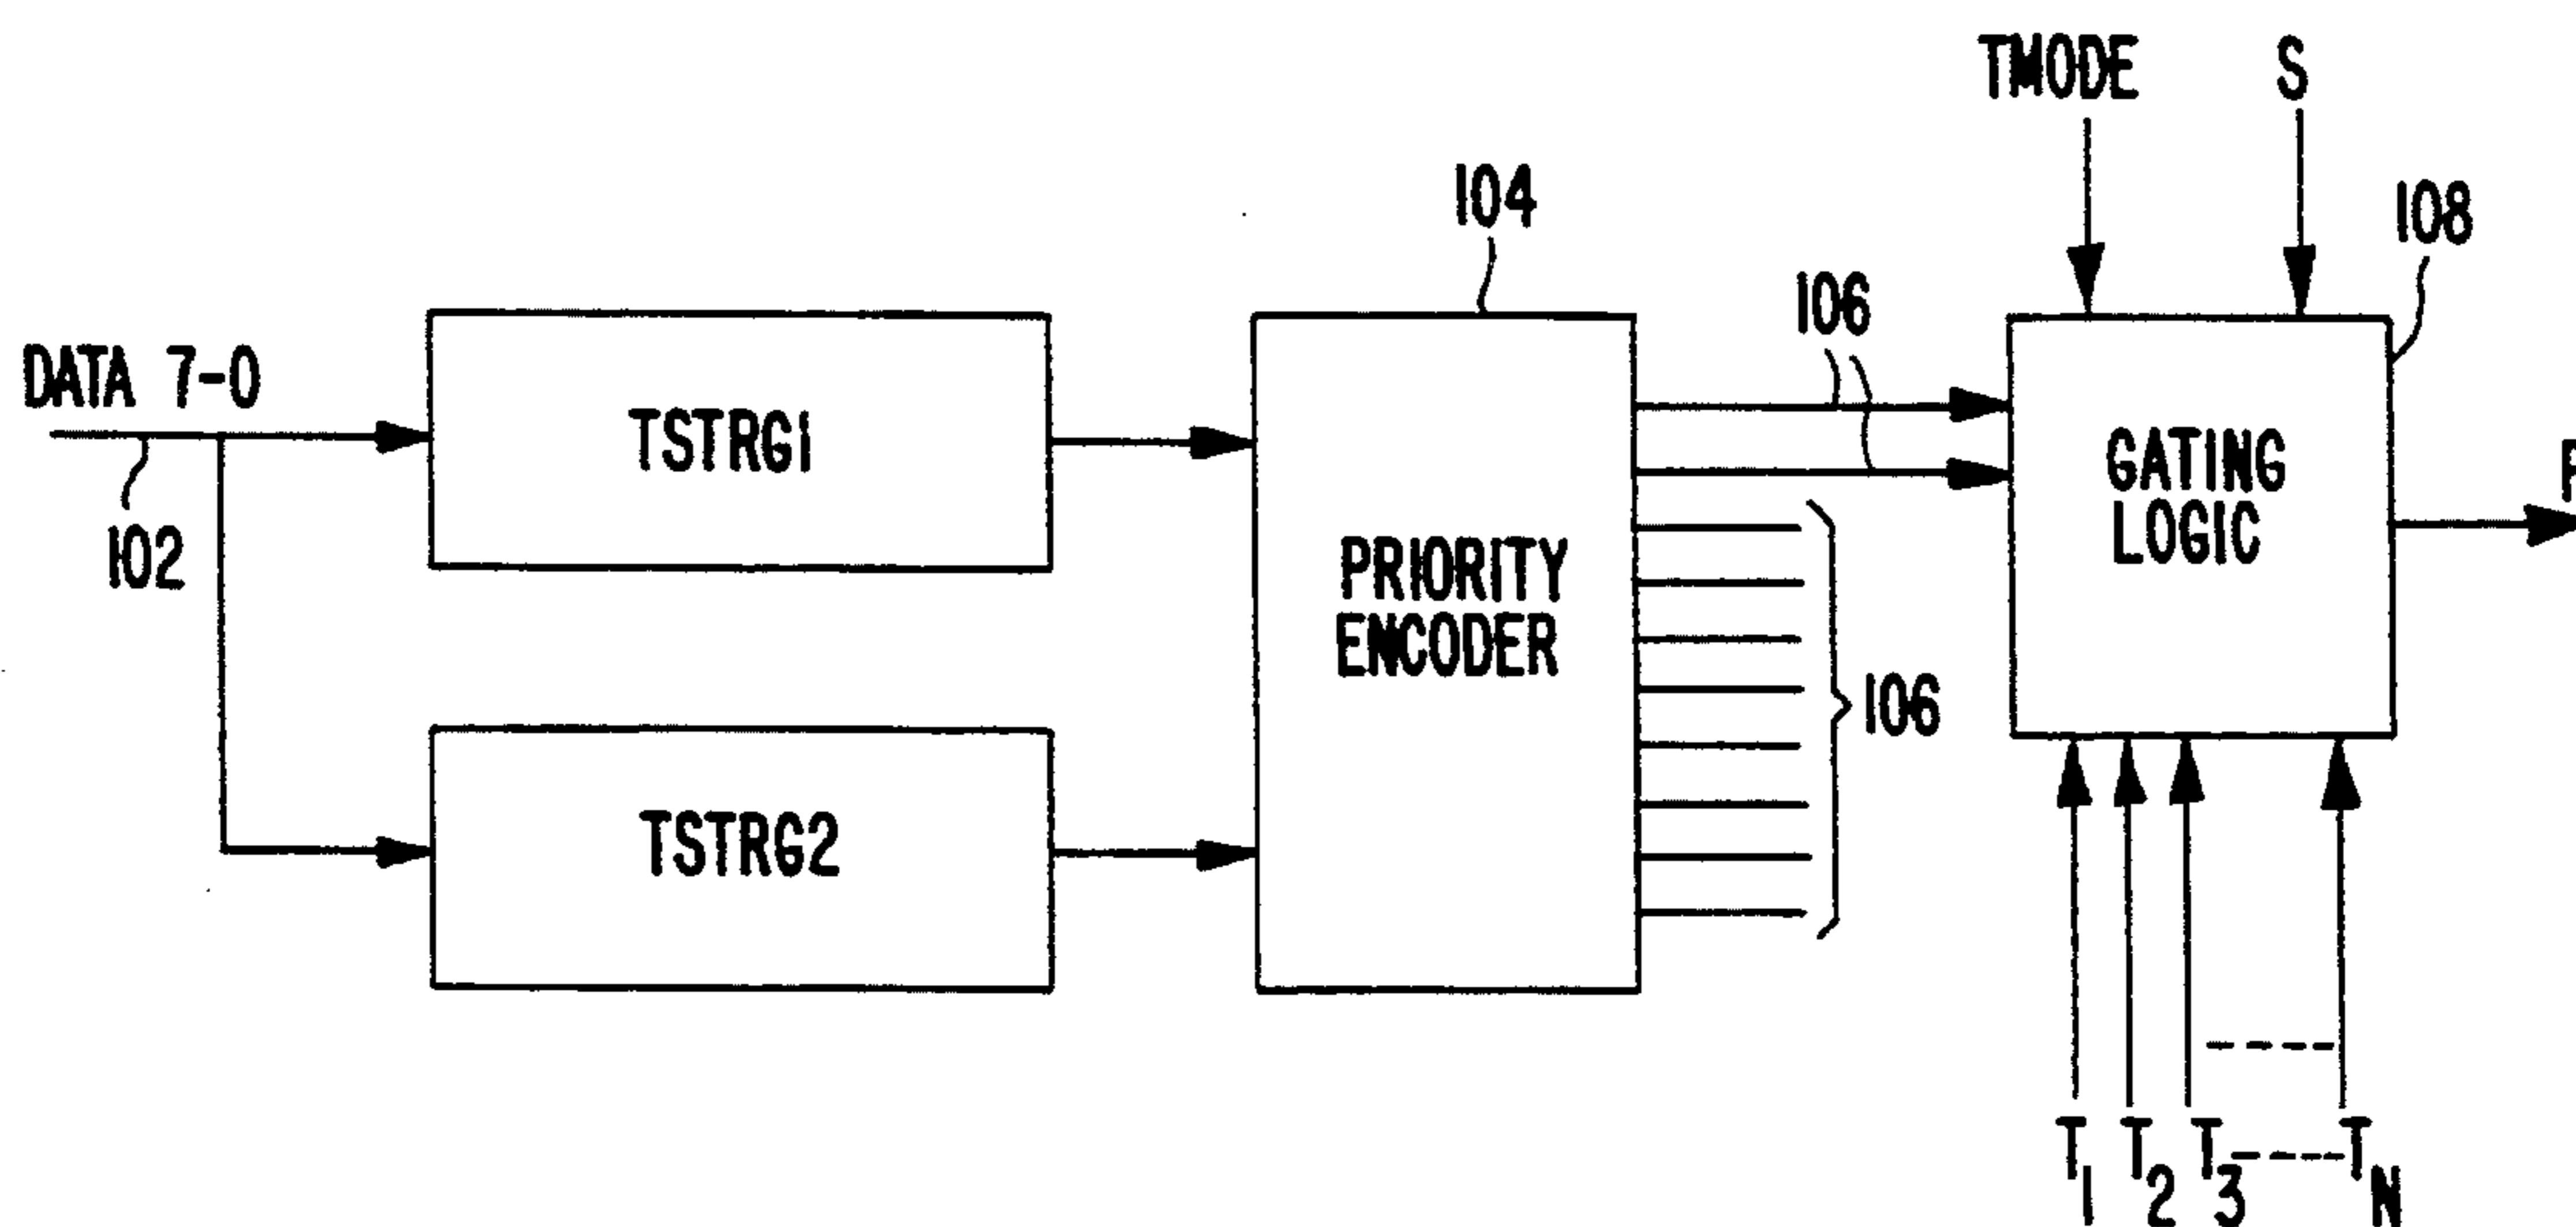 TMODE S
104
108
106
DATA 7-0
TSTRG1
GATING
LOGIC
102
PRIORITY
ENCODER
106
TSTRG2
T1 T2 T3-----TN